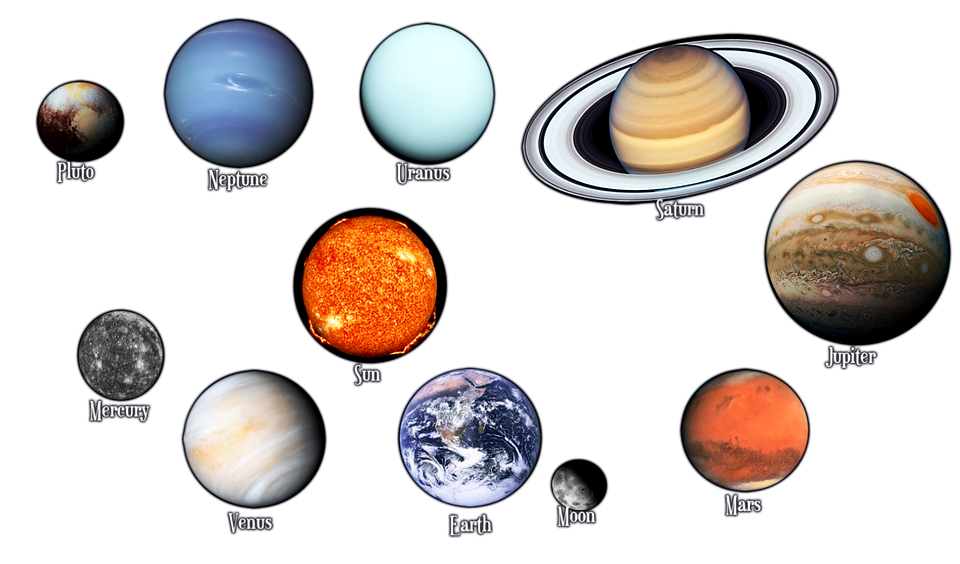 Pluto
Neptune
Uranus
Saturn
Sun
Jupiter
Mercury
Venus
Earth
Moon
Mars